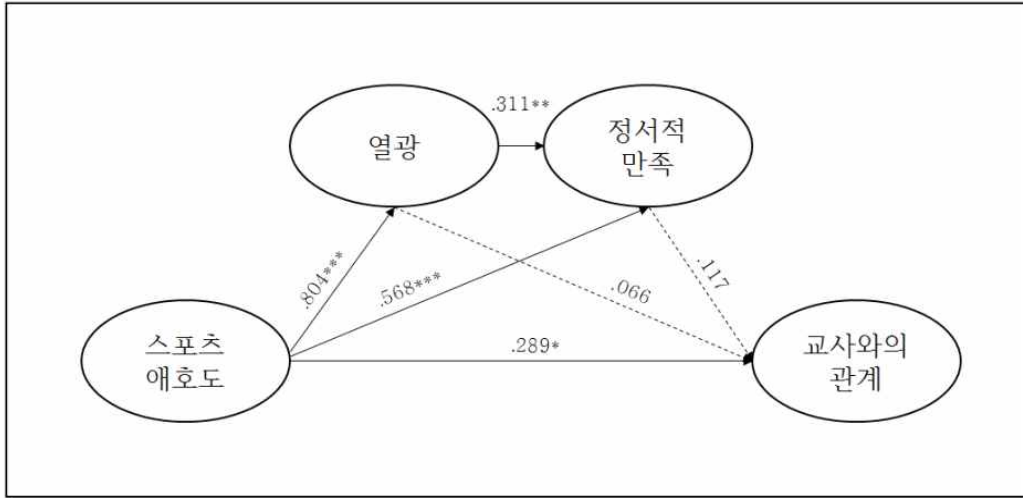 .311**
열광
정서적
만족
.804***
.568***
.066
.117
스포츠
애호도
.289*
교사와의
관계